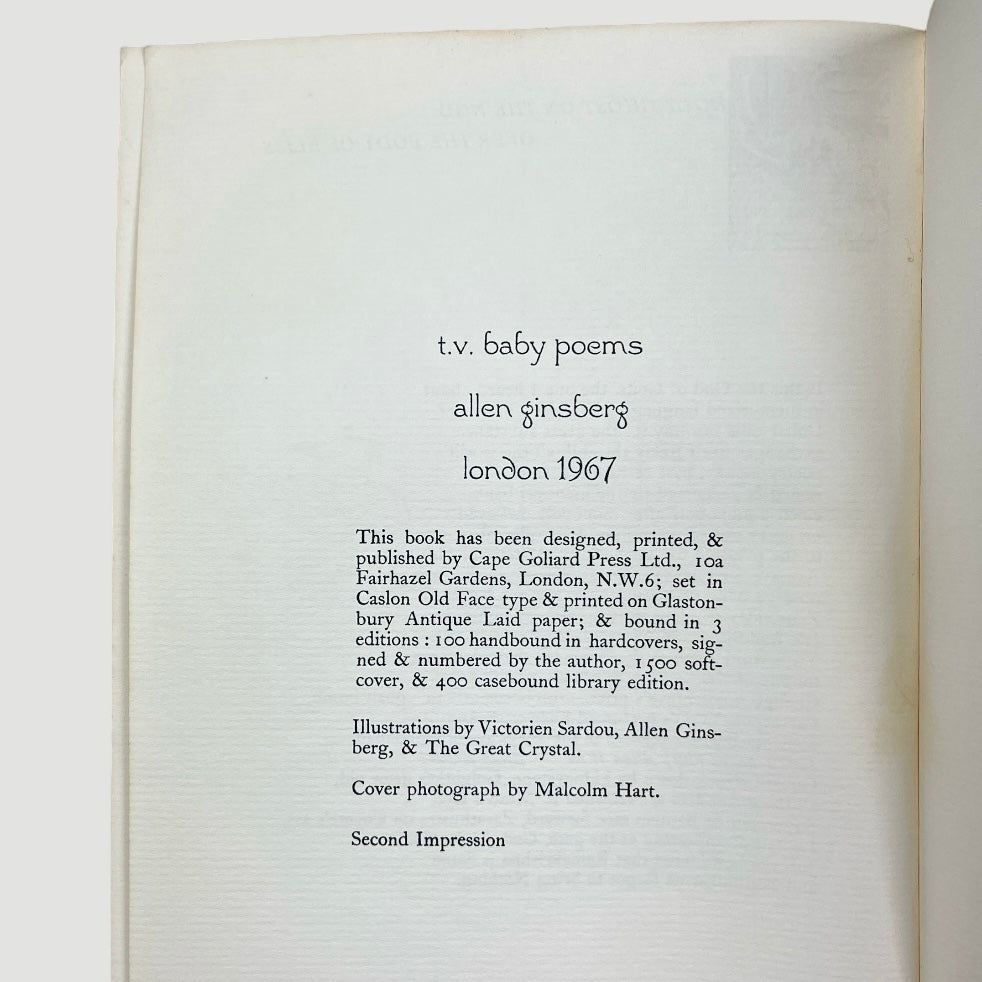 t.v. baby poems
allen ginsberg
london 1967
This book has been designed, printed, &
published by Cape Goliard Press Ltd., 10a
Fairhazel Gardens, London, N.W.6; set in
Caslon Old Face type & printed on Glaston-
bury Antique Laid paper; & bound in 3
editions : 100 handbound in hardcovers, sig-
ned & numbered by the author, 1500 soft-
cover, & 400 casebound library edition.
Illustrations by Victorien Sardou, Allen Gins-
berg, & The Great Crystal.
Cover photograph by Malcolm Hart.
Second Impression